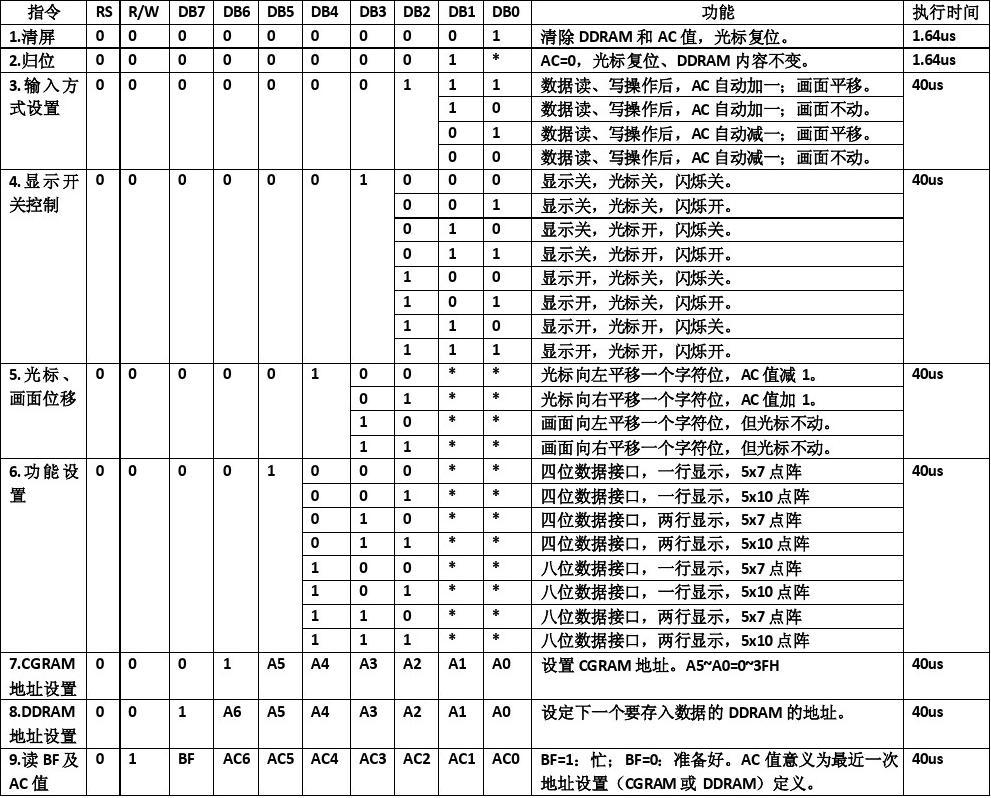 指令 RS R/W DB7 DB6 DB5 DB4 DB3 DB2 DB1 DB0 功能 执行时间
1.清屏 0 0 0 0 0 0 0 0 0 1 清除 DDRAM 和 AC 值，光标复位。 1.64us
2.归位 0 0 0 0 0 0 0 0 1 * AC=0，光标复位、DDRAM 内容不变。 1.64us
3.输入方 0 0 0 0 0 0 0 1 1 1 数据读、写操作后，AC 自动加一；画面平移。 40us
式设置 1 0 数据读、写操作后，AC 自动加一；画面不动。
0 1 数据读、写操作后，AC 自动减一；画面平移。
0 0 数据读、写操作后，AC 自动减一；画面不动。
4.显示开 0 0 0 0 0 0 1 0 0 0 显示关，光标关，闪烁关。 40us
关控制 0 0 1 显示关，光标关，闪烁开。
0 1 0 显示关，光标开，闪烁关。
0 1 1 显示关，光标开，闪烁开。
1 0 0 显示开，光标关，闪烁关。
1 0 1 显示开，光标关，闪烁开。
1 1 0 显示开，光标开，闪烁关。
1 1 1 显示开，光标开，闪烁开。
5.光标、 0 0 0 0 0 1 0 0 * * 光标向左平移一个字符位，AC 值减 1。 40us
画面位移 0 1 * * 光标向右平移一个字符位，AC 值加 1。
1 0 * * 画面向左平移一个字符位，但光标不动。
1 1 * * 画面向右平移一个字符位，但光标不动。
6.功能设 0 0 0 0 1 0 0 0 * * 四位数据接口，一行显示，5x7 点阵 40us
置 0 0 1 * * 四位数据接口，一行显示，5x10 点阵
0 1 0 * * 四位数据接口，两行显示，5x7 点阵
0 1 1 * * 四位数据接口，两行显示，5x10 点阵
1 0 0 * * 八位数据接口，一行显示，5x7 点阵
1 0 1 * * 八位数据接口，一行显示，5x10 点阵
1 1 0 * * 八位数据接口，两行显示，5x7 点阵
1 1 1 * * 八位数据接口，两行显示，5x10 点阵
7.CGRAM 0 0 0 1 A5 A4 A3 A2 A1 A0 设置 CGRAM 地址。A5~A0=0~3FH 40us
地址设置
8.DDRAM 0 0 1 A6 A5 A4 A3 A2 A1 A0 设定下一个要存入数据的 DDRAM 的地址。 40us
地址设置
9.读 BF 及 0 1 BF AC6 AC5 AC4 AC3 AC2 AC1 AC0 BF=1：忙；BF=0：准备好。AC 值意义为最近一次 40us
AC 值 地址设置（CGRAM 或 DDRAM）定义。